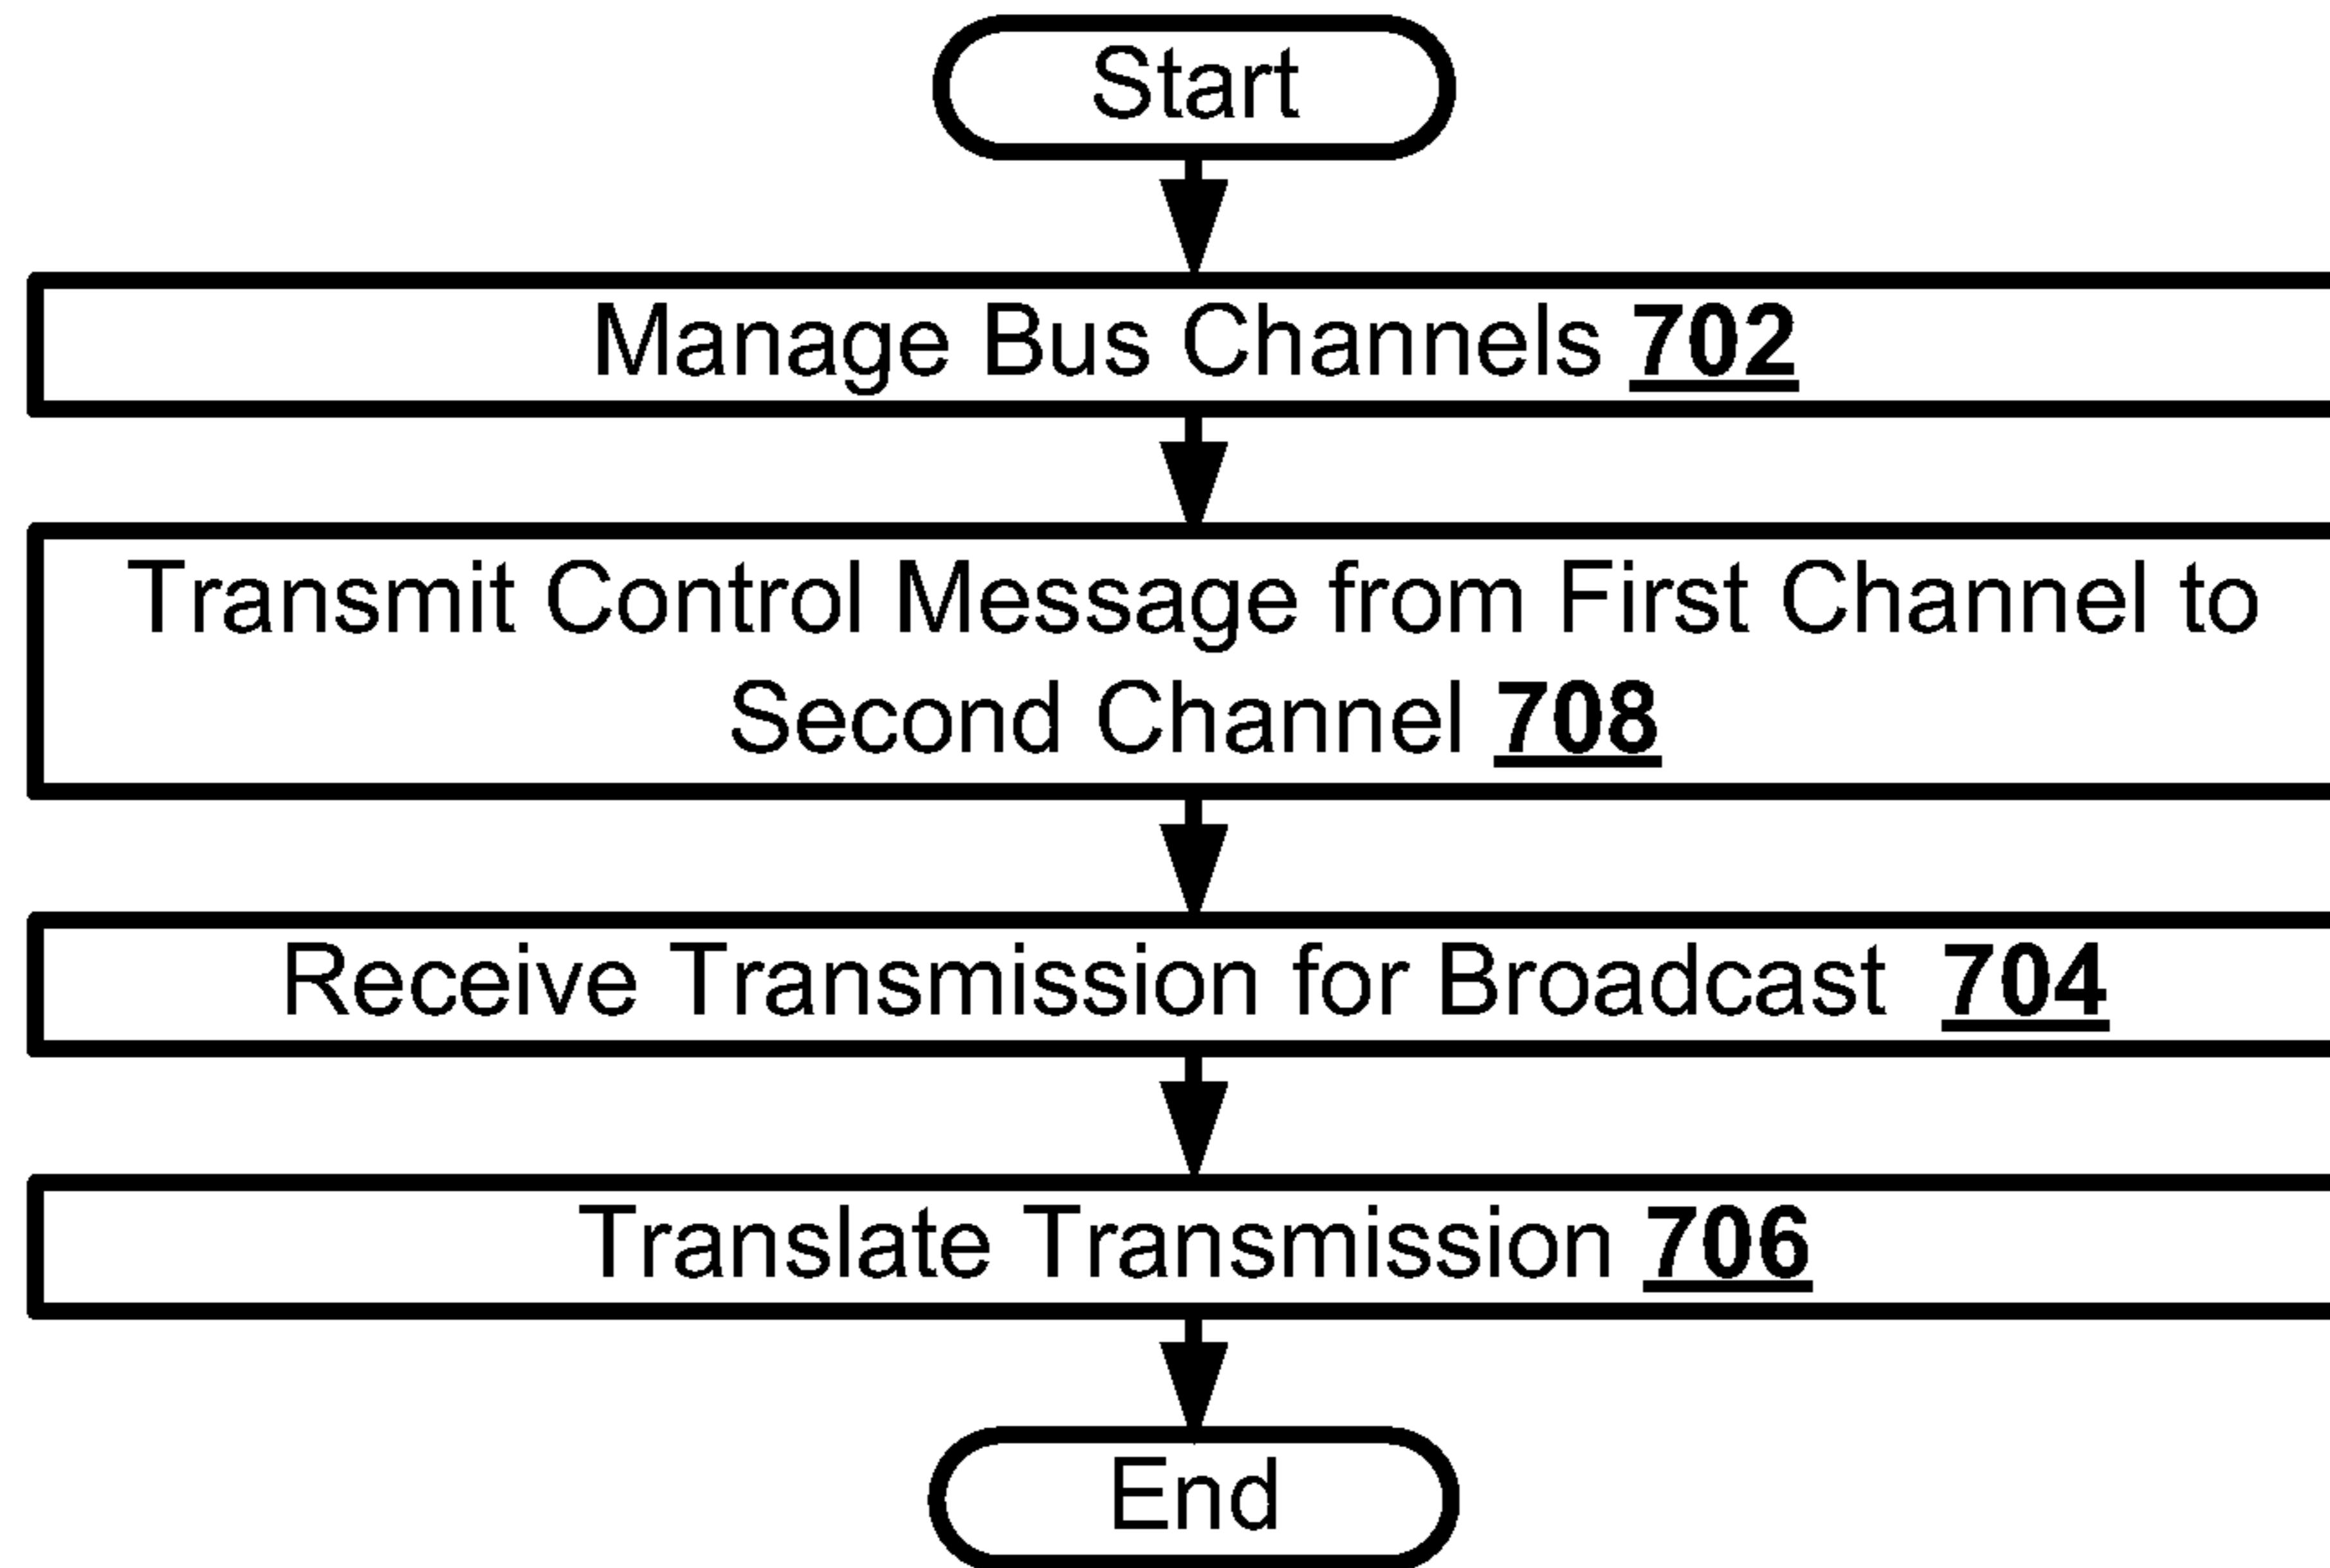 Start
Manage Bus Channels 702
Transmit Control Message from First Channel to
Second Channel 708
Receive Transmission for Broadcast 704
Translate Transmission 706
End